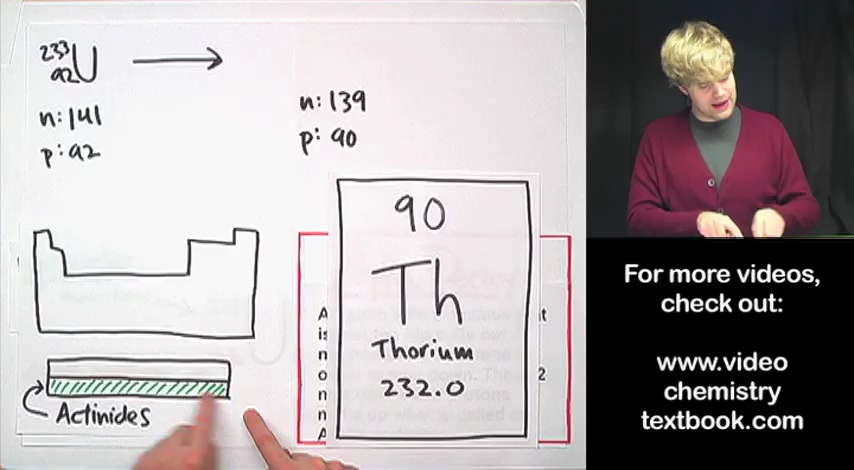 233
92U
n:141
p:92
n:139
p:90
90
Th
Thorium
232.0
Actinides
For more videos,
check out:
www.video
chemistry
textbook.com